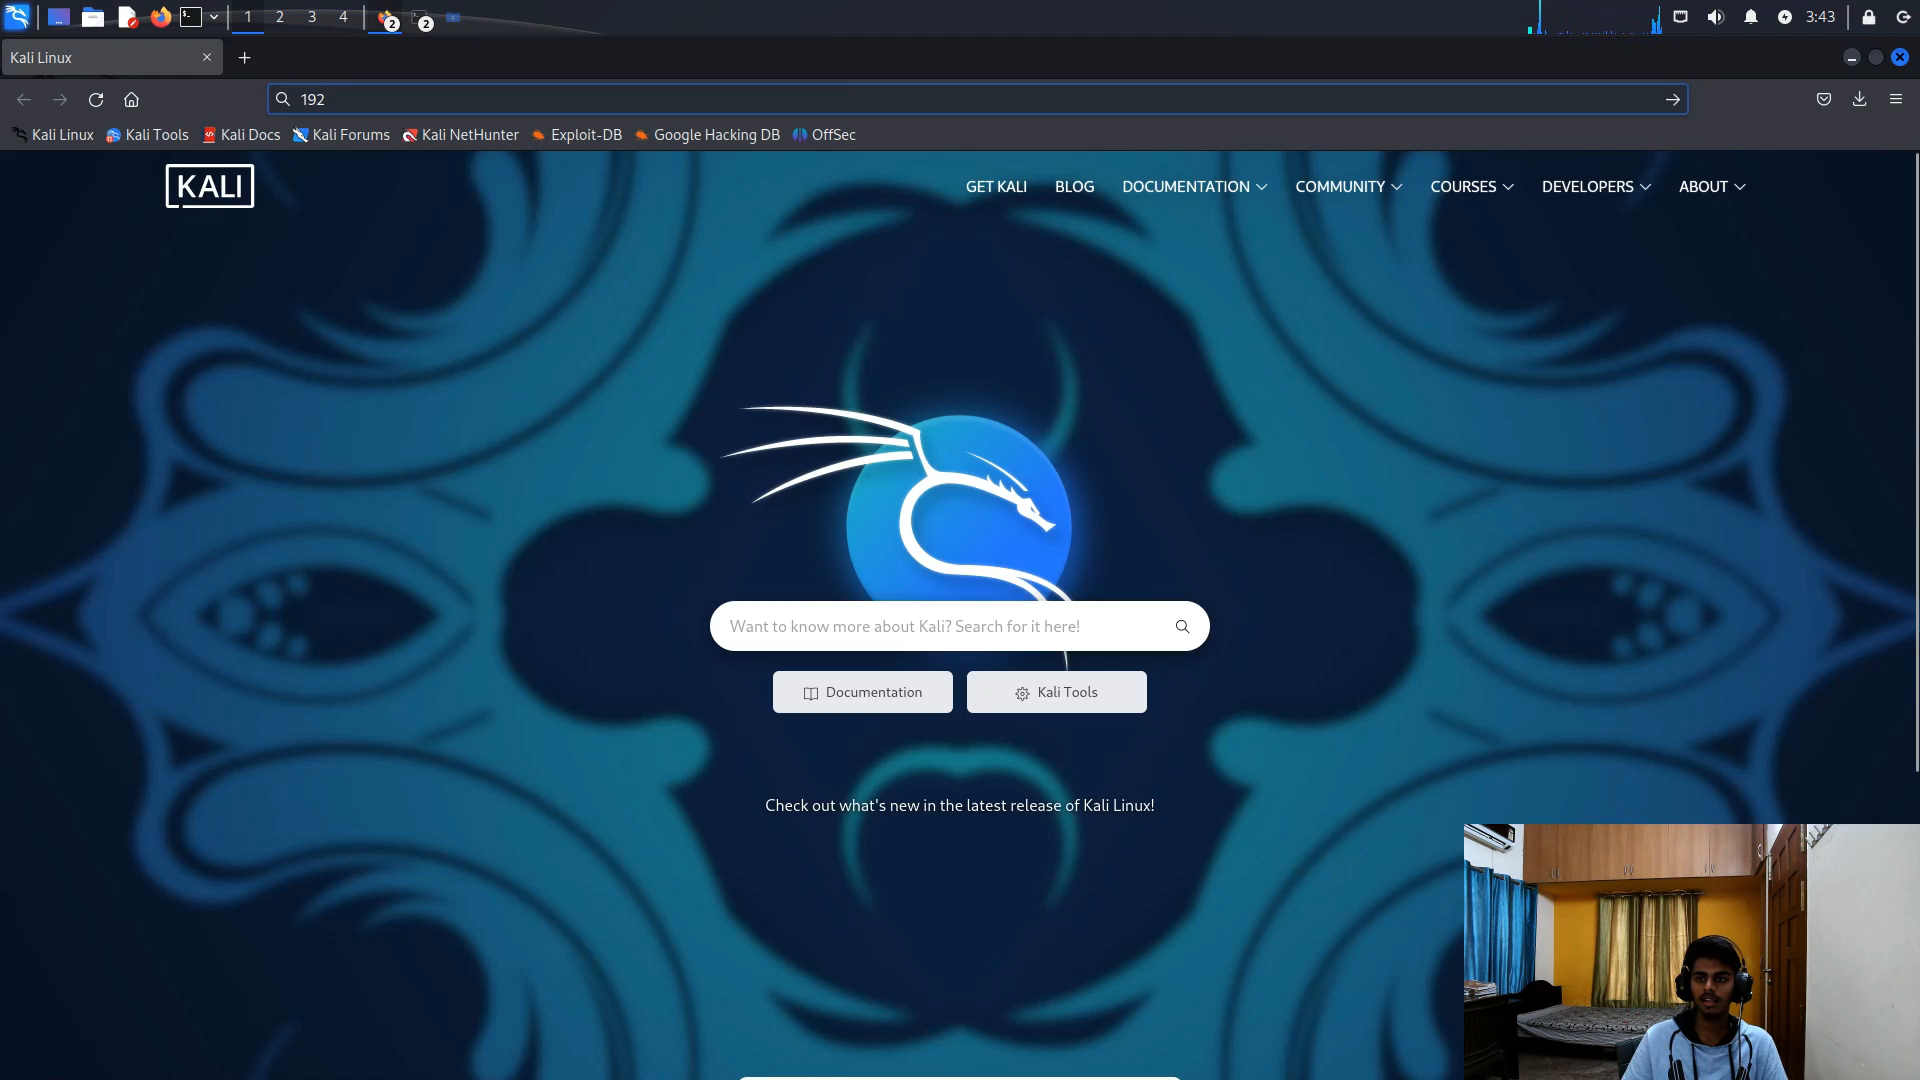 1 2 3 4 2 2 3:43
Kali Linux
192
Kali Linux Kali Tools Kali Docs Kali Forums Kali NetHunter Exploit-DB Google Hacking DB OffSec
KALI GET KALI BLOG DOCUMENTATION COMMUNITY COURSES DEVELOPERS ABOUT
Want to know more about Kali? Search for it here!
Documentation Kali Tools
Check out what's new in the latest release of Kali Linux!